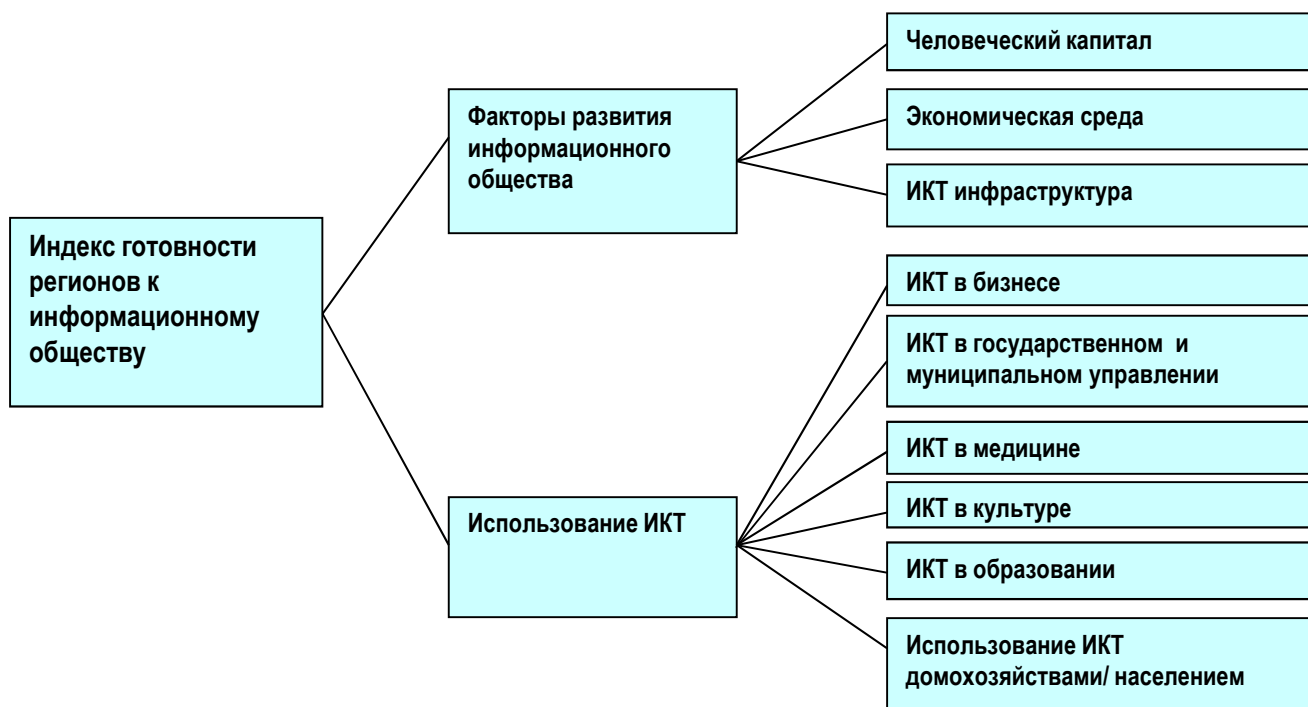 Индекс готовности
регионов к
информационному
обществу
Факторы развития
информационного
общества
Человеческий капитал
Экономическая среда
ИКТ инфраструктура
Использование ИКТ
ИКТ в бизнесе
ИКТ в государственном и
муниципальном управлении
ИКТ в медицине
ИКТ в культуре
ИКТ в образовании
Использование ИКТ
домохозяйствами/ населением